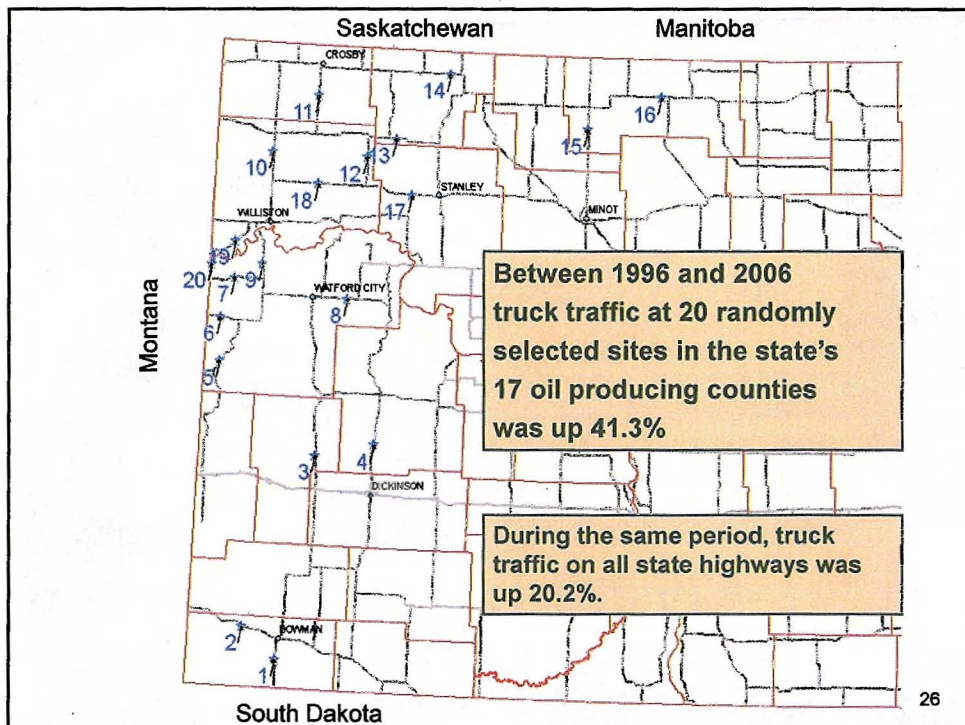 Saskatchewan
Manitoba
CROSBY
14
11
16
15
13
10
12
18
STANLEY
17
WILLISTON
MINOT
19
20
9
7
WATFORD CITY
8
6
5
Montana
Between 1996 and 2006
truck traffic at 20 randomly
selected sites in the state's
17 oil producing counties
was up 41.3%
3
4
DICKINSON
During the same period, truck
traffic on all state highways was
up 20.2%.
2
BOWMAN
1
South Dakota
26